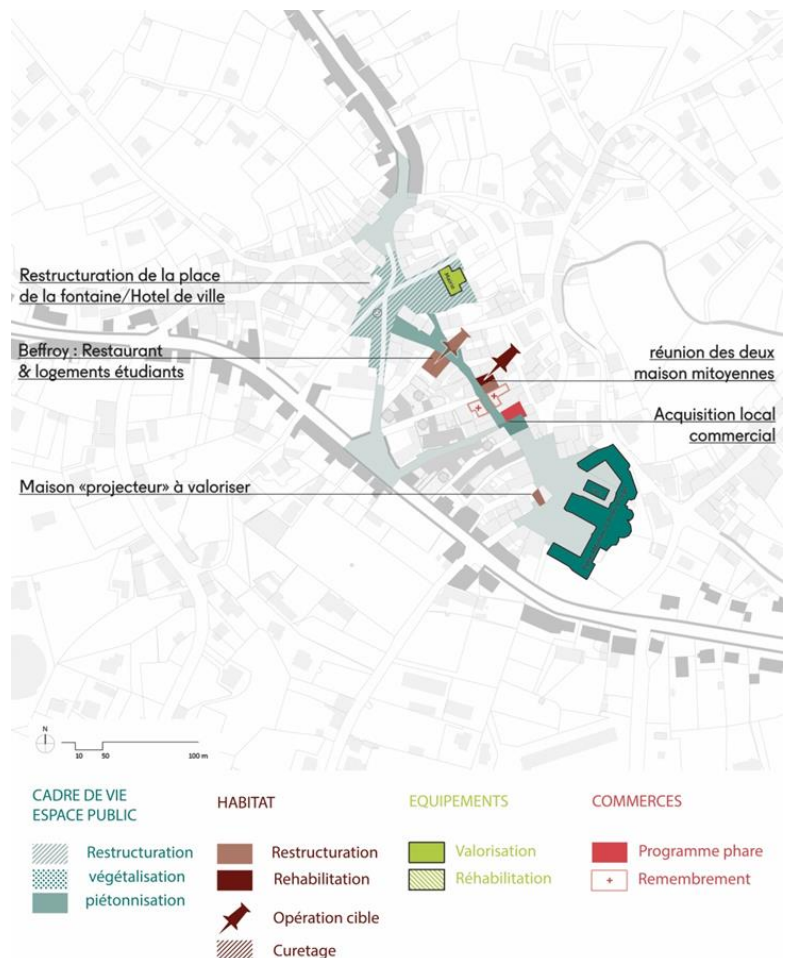 Restructuration de la place
de la fontaine/Hotel de ville
Mairie
Beffroy : Restaurant
& logements étudiants
réunion des deux
maison mitoyennes
Acquisition local
commercial
Maison «projecteur» à valoriser
N
10 50 100 m
CADRE DE VIE
ESPACE PUBLIC
Restructuration
végétalisation
piétonnisation
HABITAT
Restructuration
Rehabilitation
Opération cible
Curetage
EQUIPEMENTS
Valorisation
Réhabilitation
COMMERCES
Programme phare
Remembrement